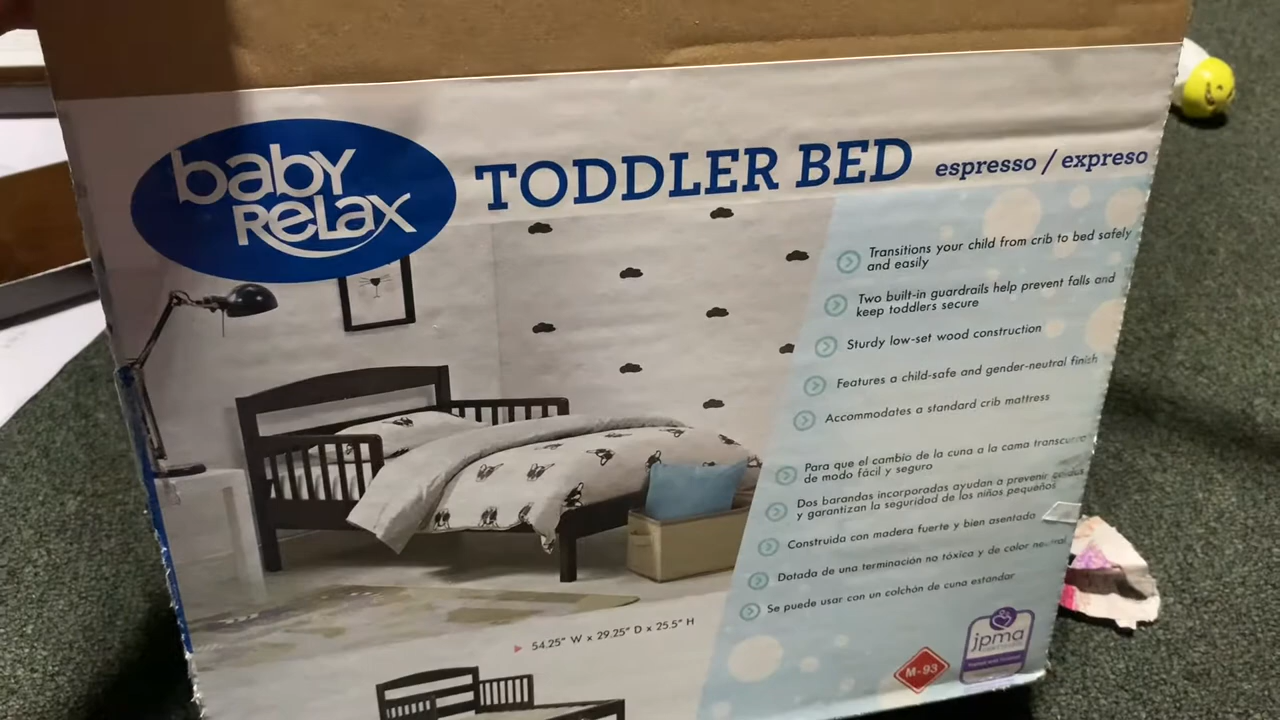 baby
RELAX
TODDLER BED
espresso / expreso
Transitions your child from crib to bed safely
and easily
Two built-in guardrails help prevent falls and
keep toddlers secure
Sturdy low-set wood construction
Features a child-safe and gender-neutral finish
Accommodates a standard crib mattress
Para que el cambio de la cuna a la cama transcurra
de modo fácil y seguro
Dos barandas incorporadas ayudan a prevenir caídas
y garantizan la seguridad de los niños pequeños
Construida con madera fuerte y bien asentada
Dotada de una terminación no tóxica y de color neutral
Se puede usar con un colchón de cuna estándar
54.25" W x 29.25" D x 25.5" H
M-93
jpma